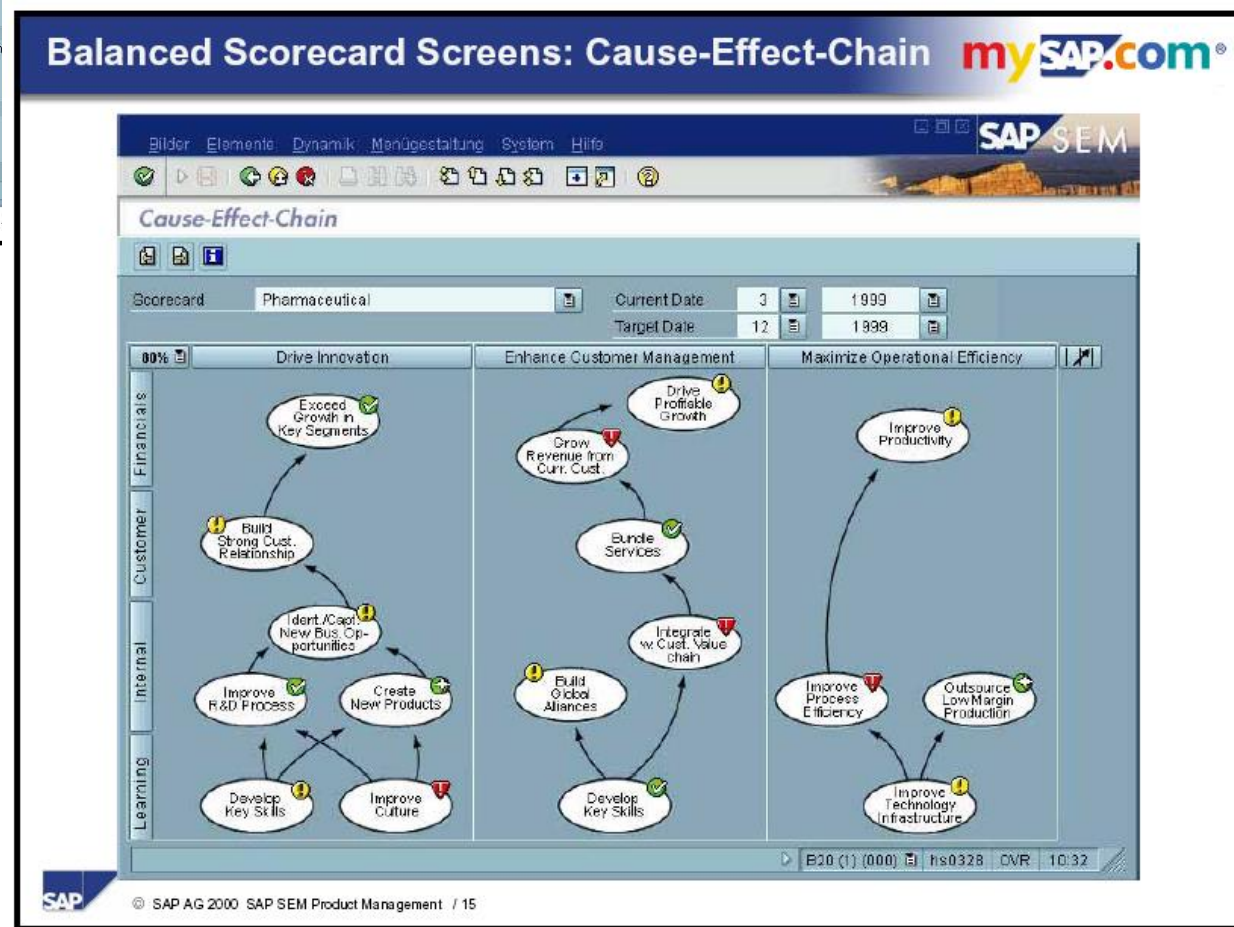 Balanced Scorecard Screens: Cause-Effect-Chain
mySAP.com®
Bilder Elemente Dynamik Menügestaltung System Hilfe
SAP SEM
Cause-Effect-Chain
Scorecard Pharmaceutical Current Date 3 1999
Target Date 12 1999
80% Drive Innovation Enhance Customer Management Maximize Operational Efficiency
Financials
Exceed
Growth in
Key Segments
Drive
Profitable
Growth
Grow
Revenue from
Curr. Cust.
Improve
Productivity
Customer
Build
Strong Cust.
Relationship
Bundle
Services
Internal
Ident./Capt.
New Bus. Op-
portunities
Integrate
w. Cust. Value
chain
Improve
R&D Process
Create
New Products
Build
Global
Aliances
Improve
Process
Efficiency
Outsource
Low Margin
Production
Learning
Develop
Key Skills
Improve
Culture
Develop
Key Skills
Improve
Technology
Infrastructure
B20 (1) (000) hs0328 OVR 10:32
SAP
© SAP AG 2000 SAP SEM Product Management / 15